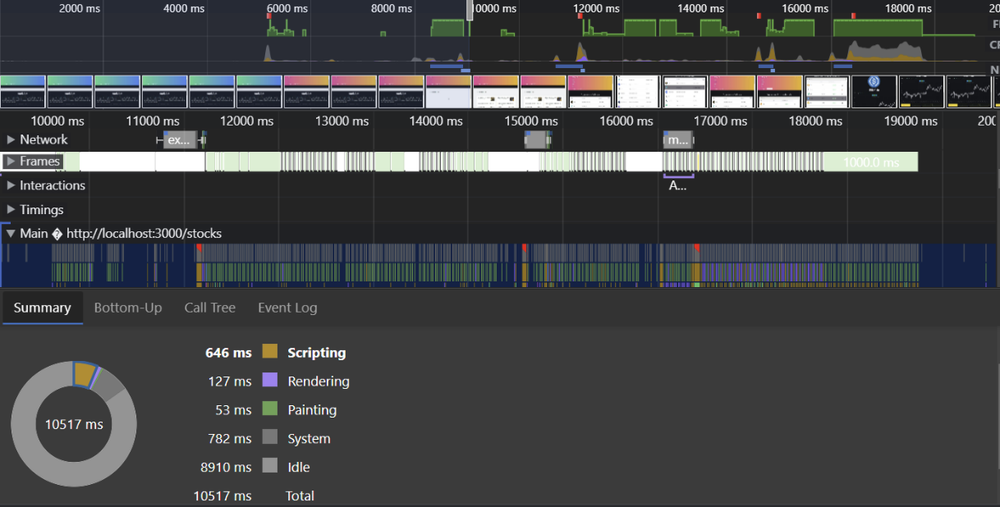 2000 ms 4000 ms 6000 ms 8000 ms 10000 ms 12000 ms 14000 ms 16000 ms 18000 ms 20
10000 ms 11000 ms 12000 ms 13000 ms 14000 ms 15000 ms 16000 ms 17000 ms 18000 ms 19000 ms 200
Network ex... m...
Frames 1000.0 ms
Interactions A...
Timings
Main � http://localhost:3000/stocks
Summary Bottom-Up Call Tree Event Log
646 ms Scripting
127 ms Rendering
53 ms Painting
782 ms System
8910 ms Idle
10517 ms Total
10517 ms